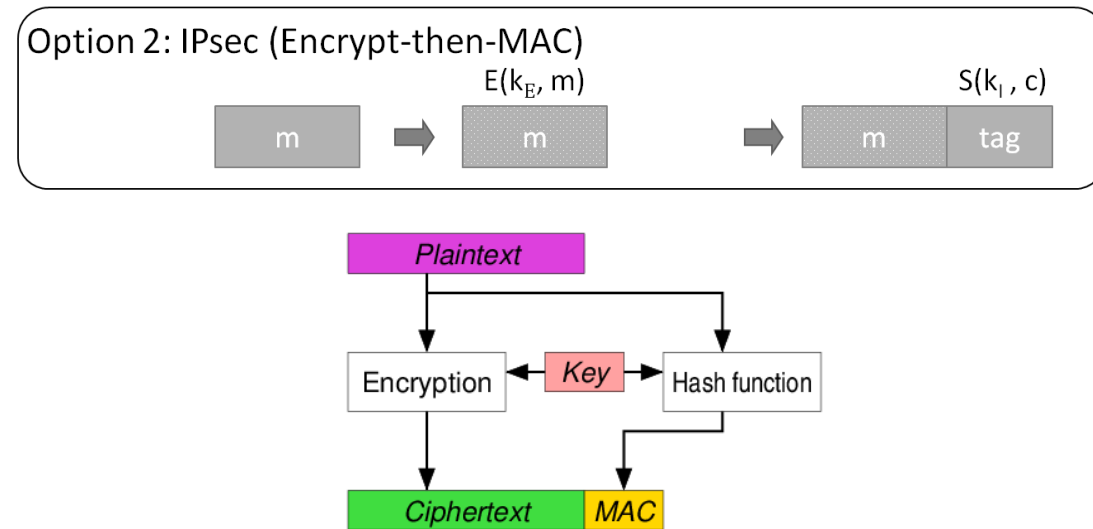 Option 2: IPsec (Encrypt-then-MAC)
E(kE, m)
S(kI , c)
m
m
m
tag
Plaintext
Encryption
Key
Hash function
Ciphertext
MAC